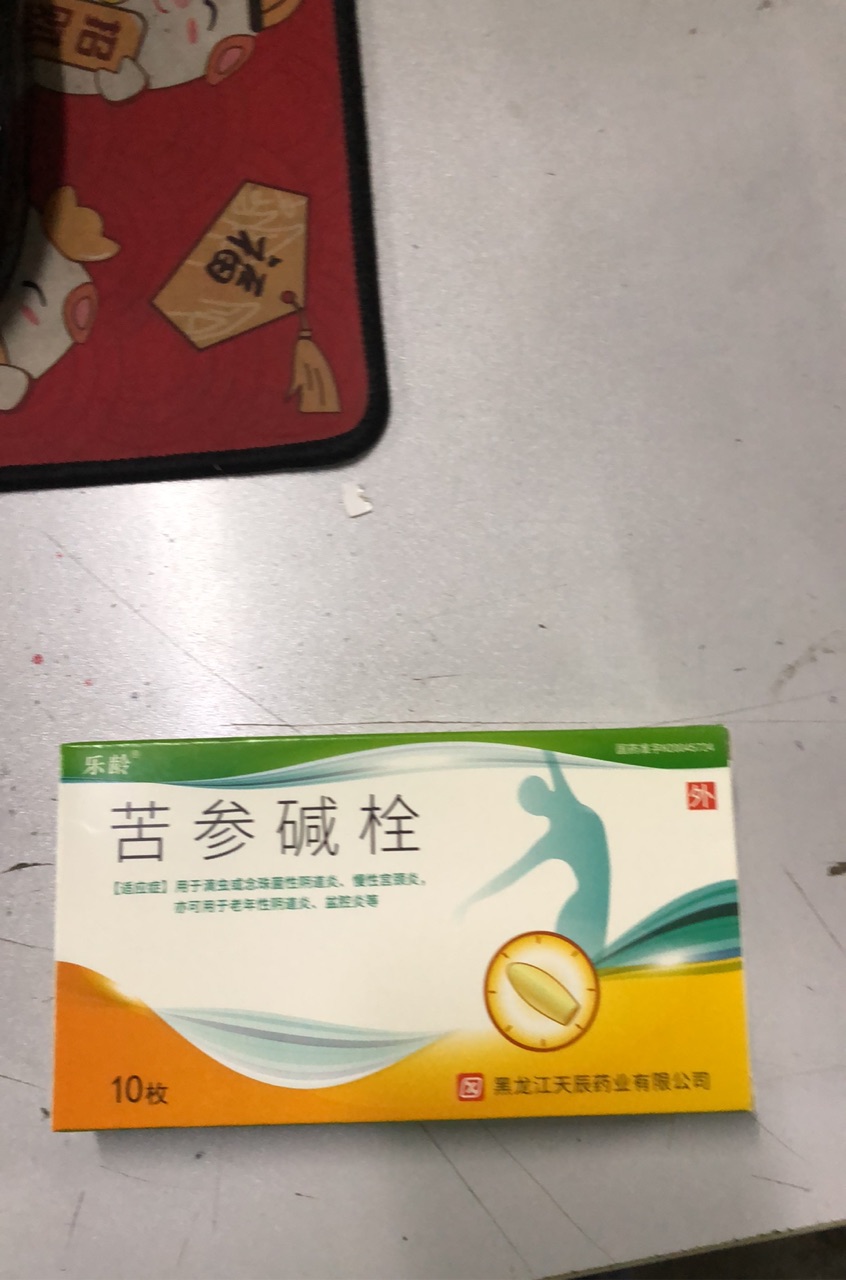 招
福
乐龄®
国药准字H20045724
外
苦参碱栓
【适应症】用于滴虫或念珠菌性阴道炎、慢性宫颈炎，
亦可用于老年性阴道炎、盆腔炎等
10枚
黑龙江天辰药业有限公司